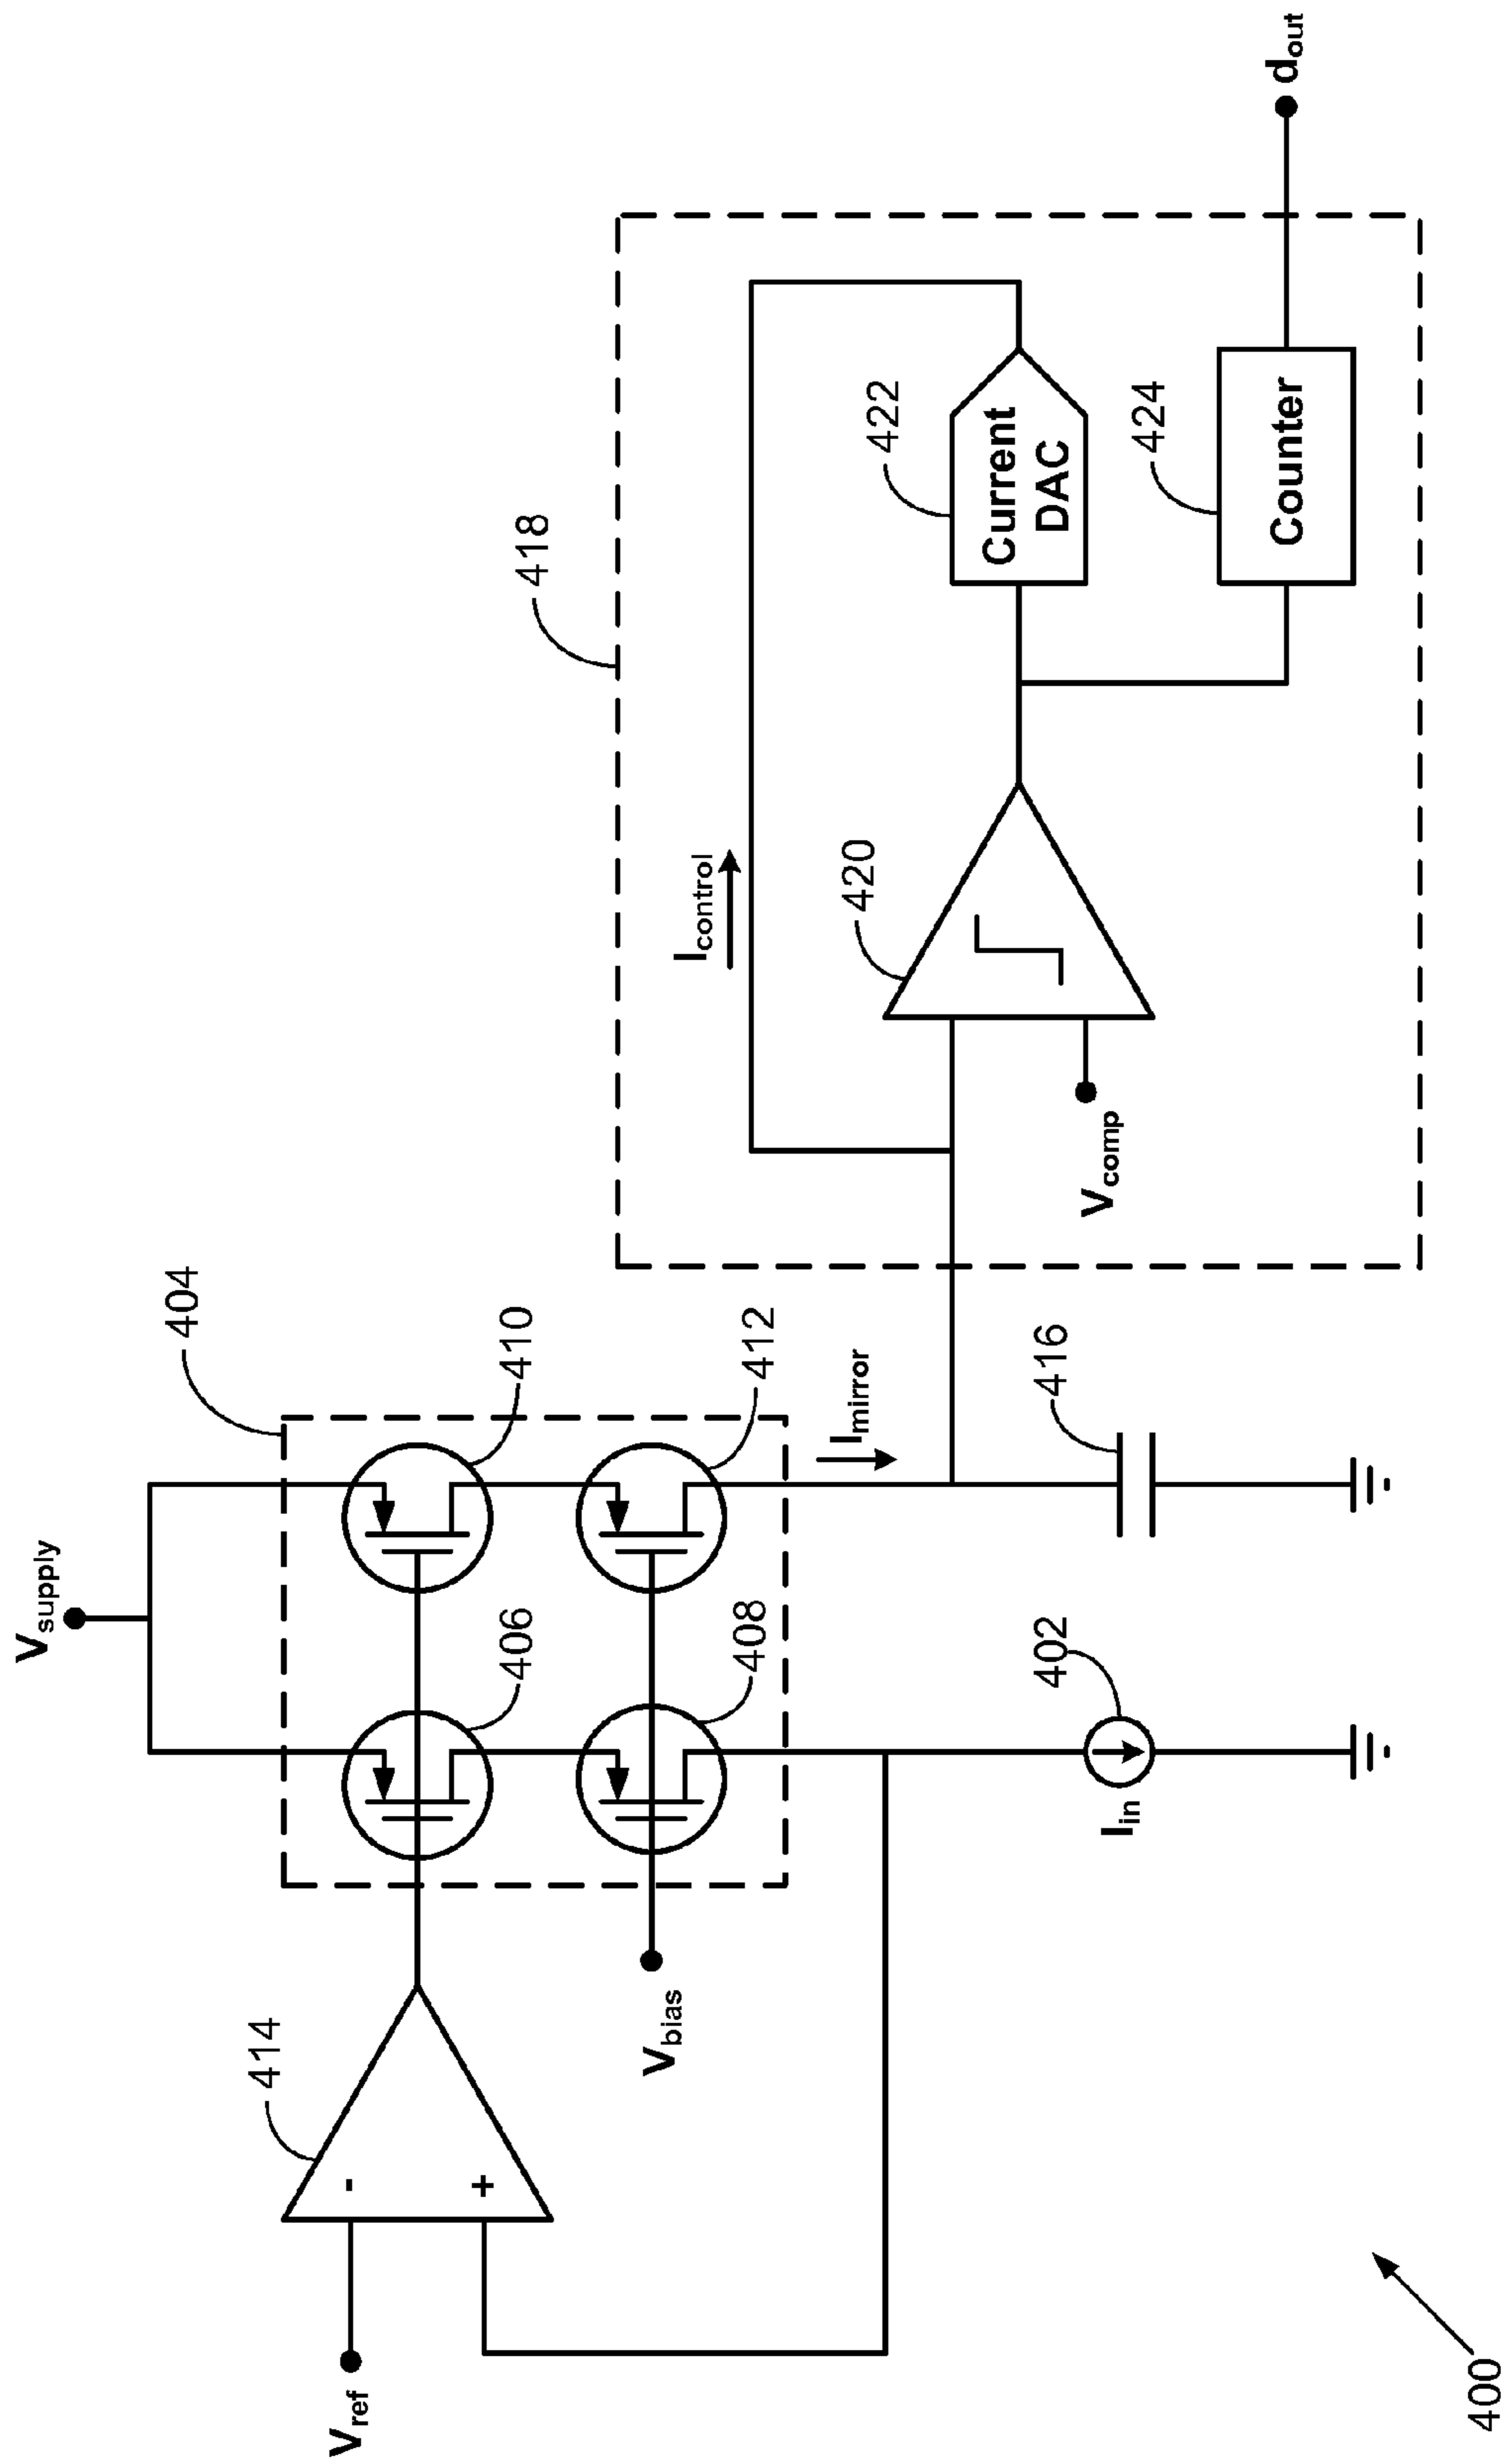 V_supply
404
410
412
406
408
414
-
+
V_ref
V_bias
I_mirror
416
402
I_in
418
I_control
420
V_comp
422
Current
DAC
424
Counter
d_out
400